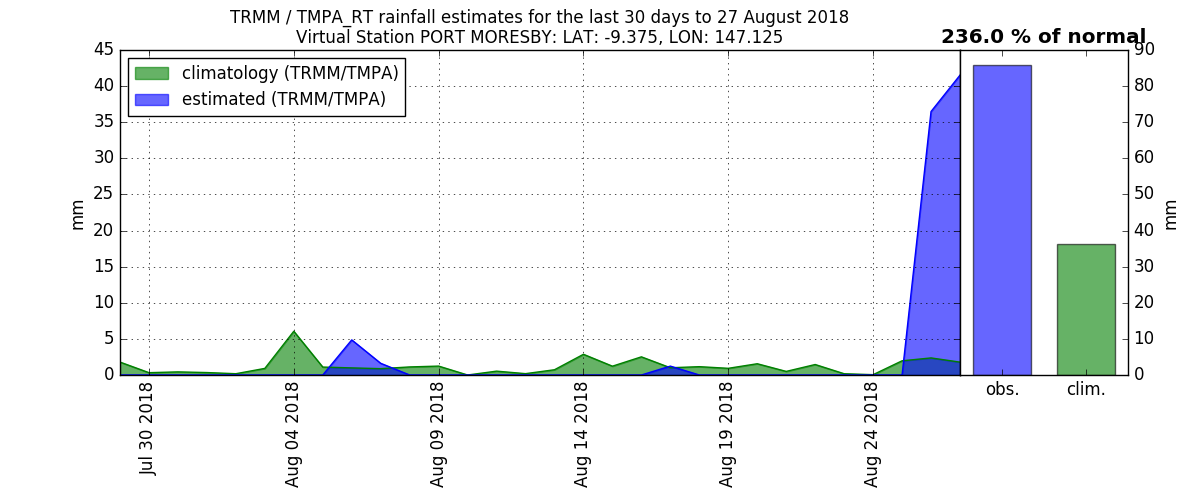 TRMM / TMPA_RT rainfall estimates for the last 30 days to 27 August 2018
Virtual Station PORT MORESBY: LAT: -9.375, LON: 147.125
236.0 % of normal
climatology (TRMM/TMPA)
estimated (TRMM/TMPA)
mm
45
40
35
30
25
20
15
10
5
0
Jul 30 2018
Aug 04 2018
Aug 09 2018
Aug 14 2018
Aug 19 2018
Aug 24 2018
obs.
clim.
90
80
70
60
50
40
30
20
10
0
mm